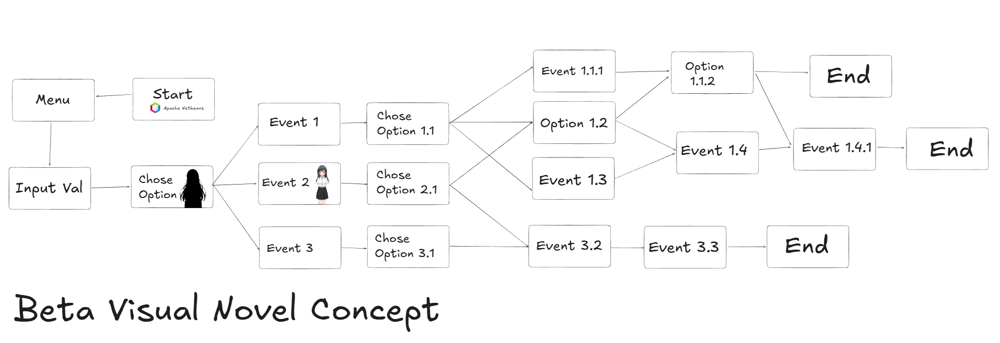 Menu
Start
Apache Netbeans
Input Val
Chose
Option
Event 1
Event 2
Event 3
Chose
Option 1.1
Chose
Option 2.1
Chose
Option 3.1
Event 1.1.1
Option 1.2
Event 1.3
Event 3.2
Option
1.1.2
Event 1.4
Event 3.3
End
Event 1.4.1
End
End
Beta Visual Novel Concept